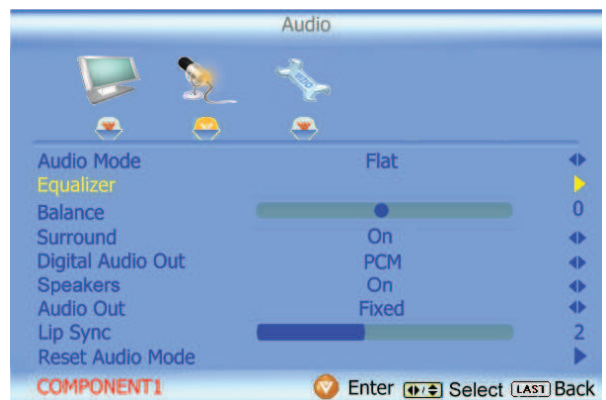 Audio
Audio Mode Flat
Equalizer
Balance 0
Surround On
Digital Audio Out PCM
Speakers On
Audio Out Fixed
Lip Sync 2
Reset Audio Mode
COMPONENT1 Enter Select LAST Back